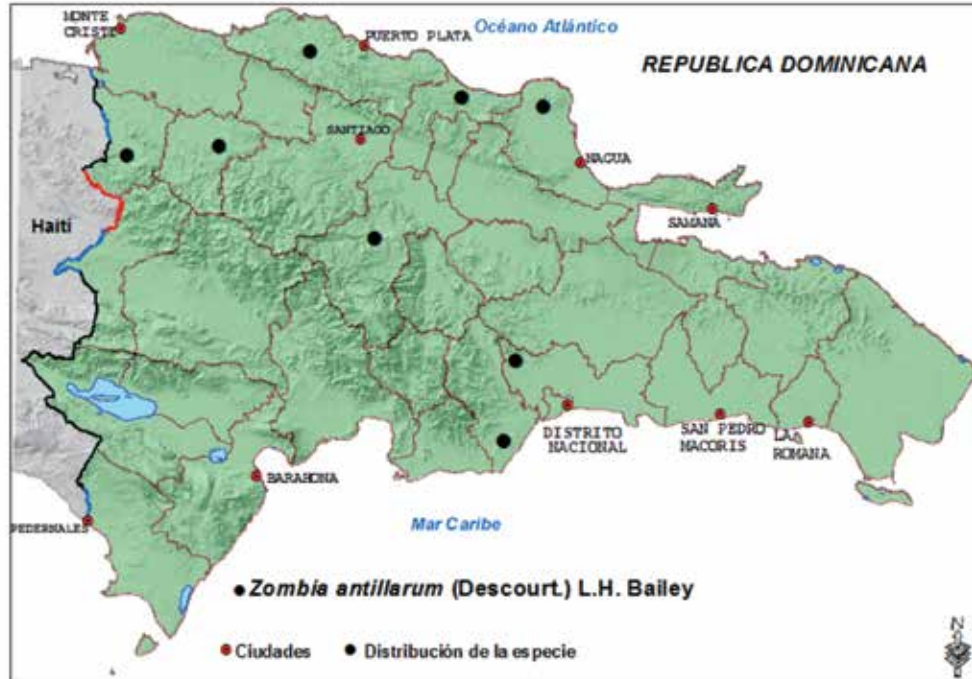 MONTE
CRISTE
PUERTO PLATA
Océano Atlántico
REPUBLICA DOMINICANA
SANTIAGO
NAGUA
SAMANA
Haití
DISTRITO
NACIONAL
SAN PEDRO
MACORIS
LA
ROMANA
BARAHONA
PEDERNALES
Mar Caribe
Zombia antillarum (Descourt.) L.H. Bailey
Ciudades
Distribución de la especie
N